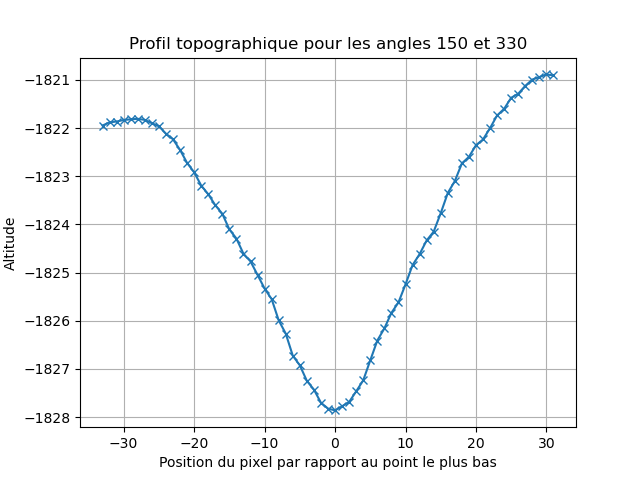 Profil topographique pour les angles 150 et 330
−1821
−1822
−1823
−1824
−1825
−1826
−1827
−1828
Altitude
−30 −20 −10 0 10 20 30
Position du pixel par rapport au point le plus bas